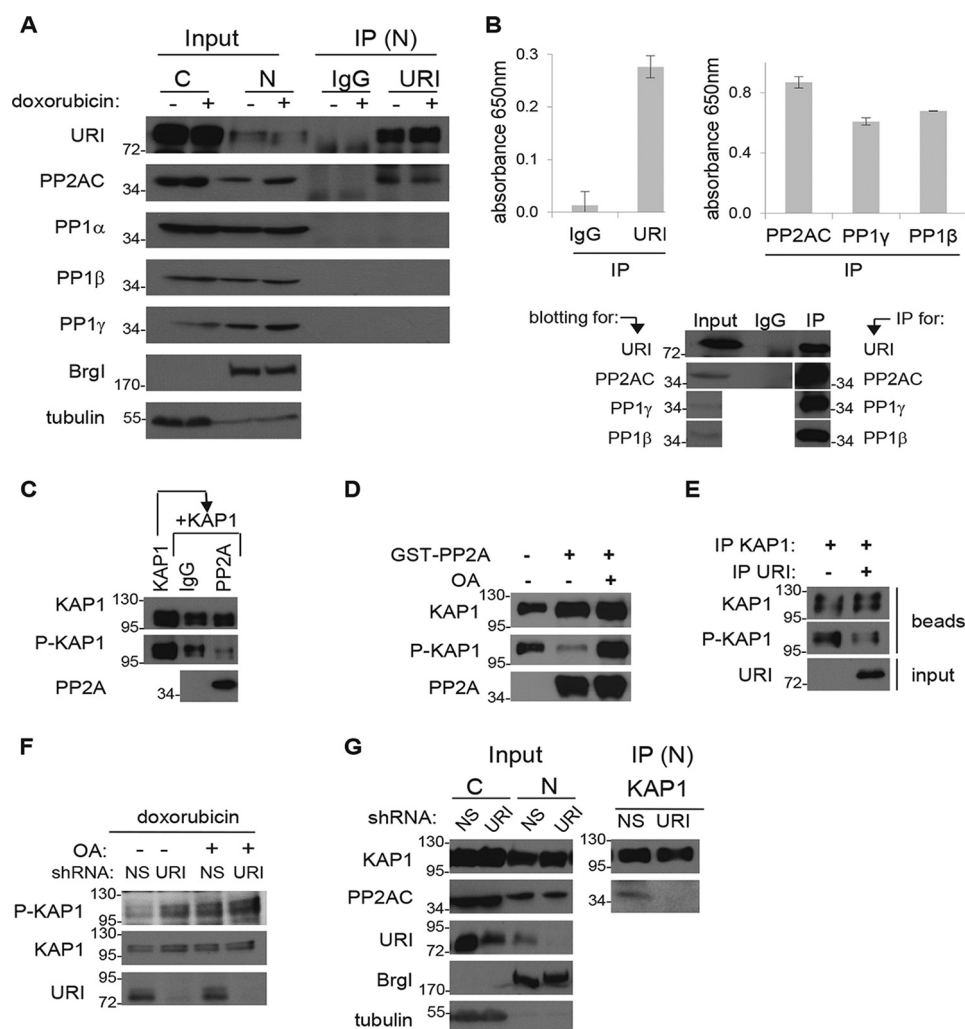 A
Input IP (N)
C N IgG URI
doxorubicin: - + - + - + - +
URI
72-
PP2AC
34-
PP1α
34-
PP1β
34-
PP1γ
34-
BrgI
170-
tubulin 55-
B
absorbance 650nm
0.3
0.2
0.1
0.0
IgG URI
IP
absorbance 650nm
0.8
0.4
0.0
PP2AC PP1γ PP1β
IP
blotting for: Input IgG IP IP for:
URI 72- URI
PP2AC 34- -34 PP2AC
PP1γ 34- -34 PP1γ
PP1β 34- -34 PP1β
C
+KAP1
KAP1 IgG PP2A
KAP1 130- 95-
P-KAP1 130- 95-
PP2A 34-
D
GST-PP2A - + +
OA - - +
KAP1 130- 95-
P-KAP1 130- 95-
PP2A 55- 34-
E
IP KAP1: + +
IP URI: - +
KAP1 130- 95-
P-KAP1 130- 95-
beads
URI 72- input
F
doxorubicin
OA: - - + +
shRNA: NS URI NS URI
P-KAP1 130- 95-
KAP1 130- 95-
URI 95- 72-
G
Input IP (N)
C N KAP1
shRNA: NS URI NS URI NS URI
KAP1 130- 95- 130- 95-
PP2AC 55- 34- 55- 34-
URI 95- 72-
BrgI 170-
tubulin 55-